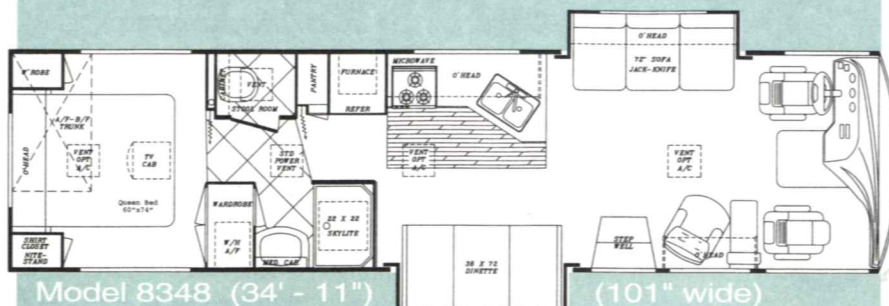 W'ROBE
O'HEAD
A/F-B/F
TRUNK
VENT
OPT
A/C
TV
CAB
Queen Bed
60"x74"
SHIRT
CLOSET
NITE-
STAND
CABINET
VENT
STOOL ROOM
PANTRY
FURNACE
REFER
STD
POWER
VENT
WARDROBE
W/H
A/F
MED CAB
22 X 22
SKYLITE
MICROWAVE
O'HEAD
VENT
OPT
A/C
36 X 72
DINETTE
O'HEAD
72" SOFA
JACK-KNIFE
VENT
OPT
A/C
STEP
WELL
O'HEAD
Model 8348 (34' - 11") (101" wide)